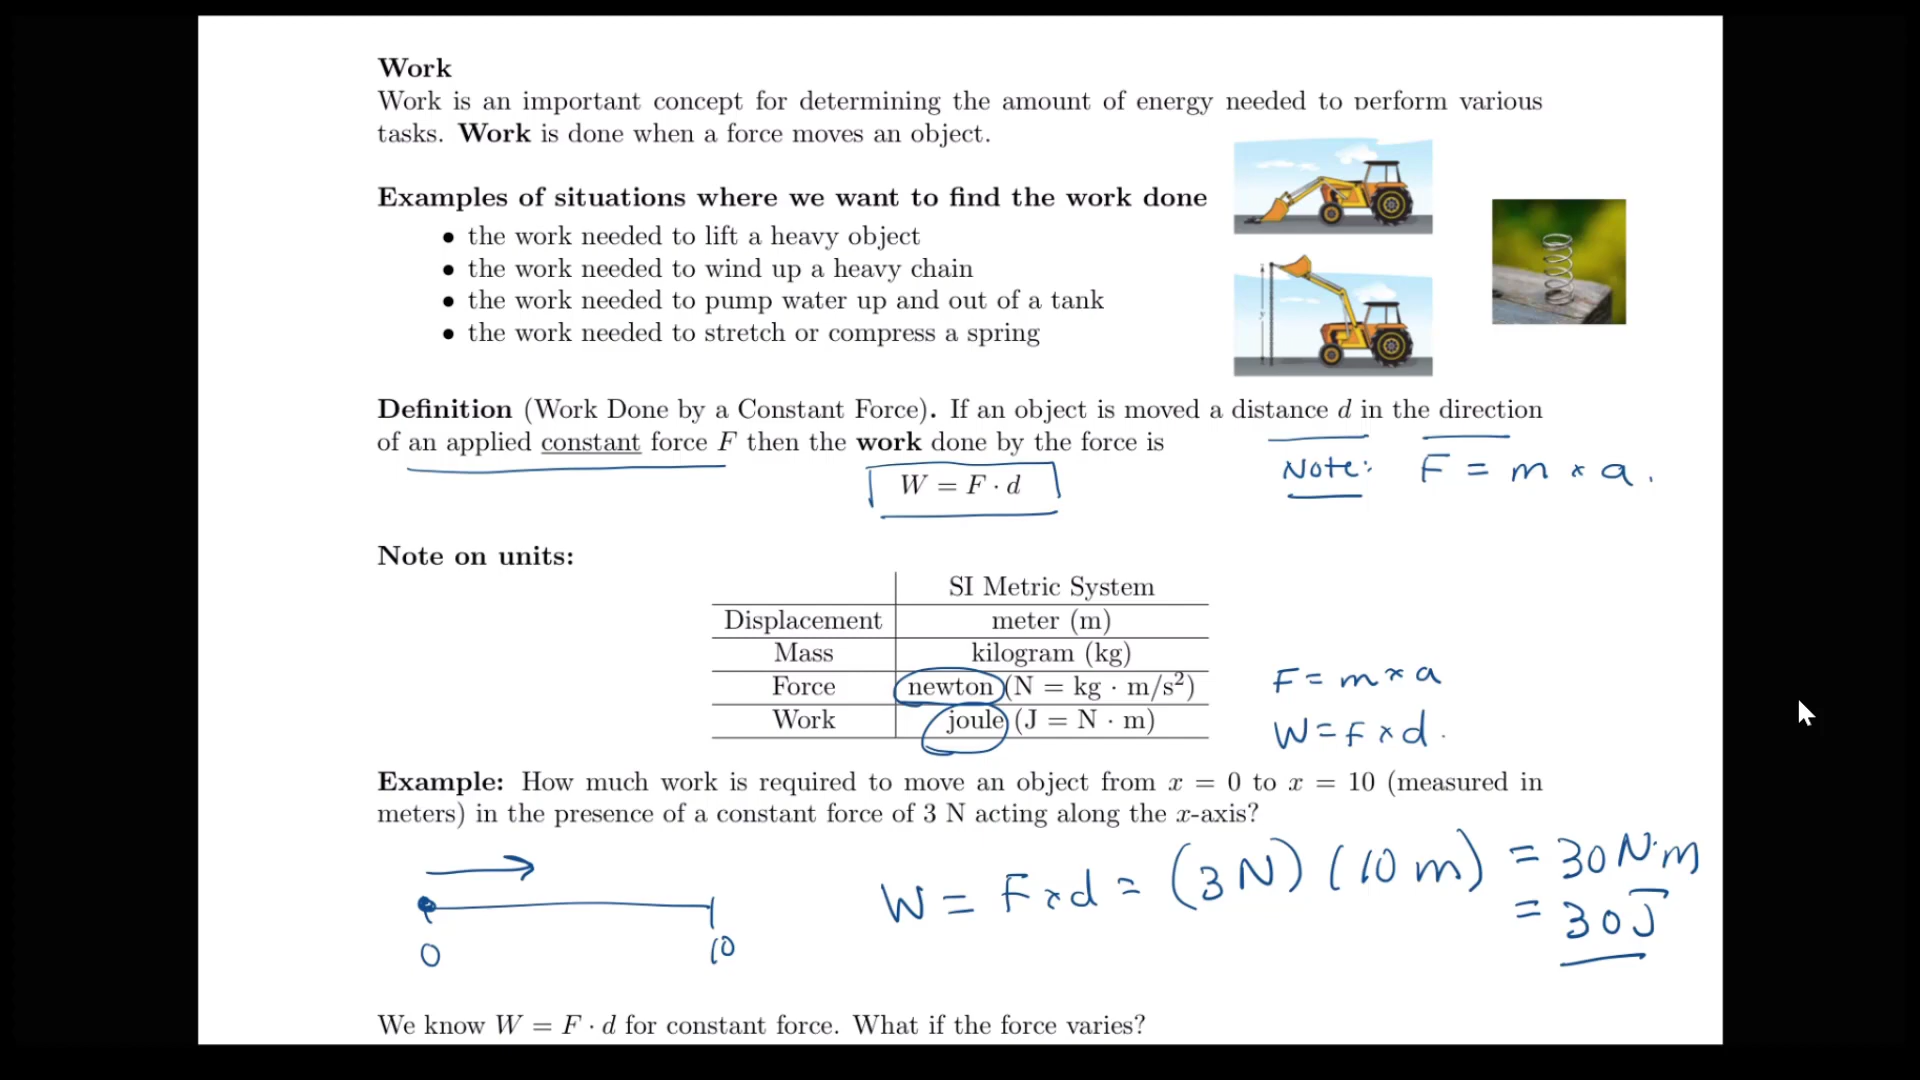 Work
Work is an important concept for determining the amount of energy needed to perform various
tasks. Work is done when a force moves an object.
Examples of situations where we want to find the work done
• the work needed to lift a heavy object
• the work needed to wind up a heavy chain
• the work needed to pump water up and out of a tank
• the work needed to stretch or compress a spring
Definition (Work Done by a Constant Force). If an object is moved a distance d in the direction
of an applied constant force F then the work done by the force is
W = F · d
Note: F = m × a.
Note on units:
SI Metric System
Displacement meter (m)
Mass kilogram (kg)
Force newton (N = kg · m/s²)
Work joule (J = N · m)
F = m × a
W = F × d.
Example: How much work is required to move an object from x = 0 to x = 10 (measured in
meters) in the presence of a constant force of 3 N acting along the x-axis?
0 10
W = F × d = (3 N) (10 m) = 30 N·m
= 30 J
We know W = F · d for constant force. What if the force varies?